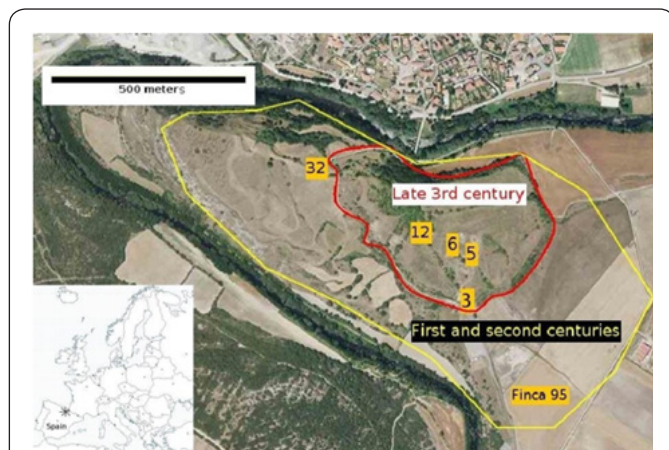 500 meters
32
Late 3rd century
12
6
5
3
First and second centuries
Finca 95
Spain